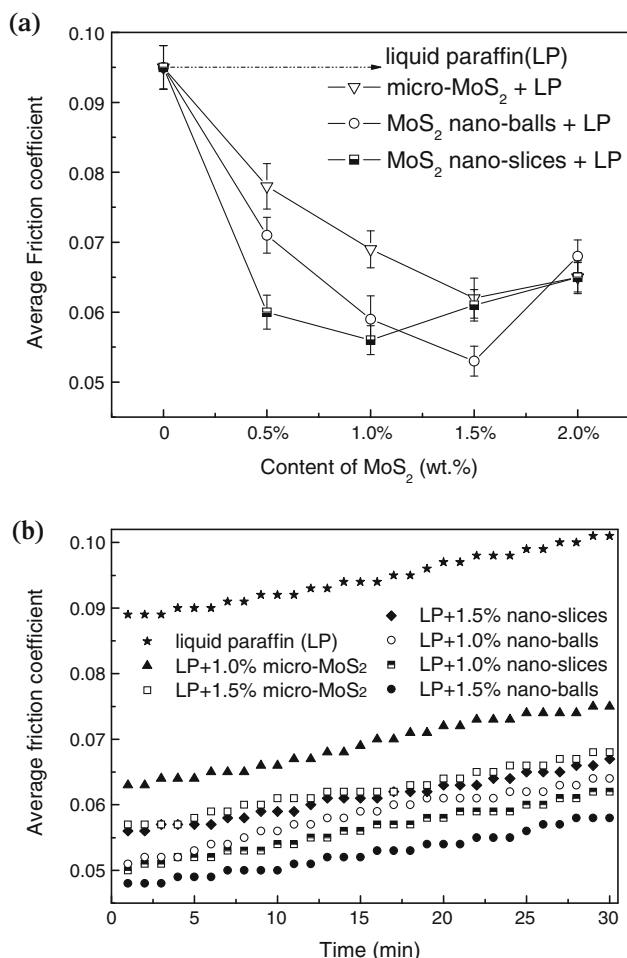 (a)
0.10
0.09
0.08
0.07
0.06
0.05
Average Friction coefficient
liquid paraffin(LP)
micro-MoS₂ + LP
MoS₂ nano-balls + LP
MoS₂ nano-slices + LP
0 0.5% 1.0% 1.5% 2.0%
Content of MoS₂ (wt.%)
(b)
0.10
0.09
0.08
0.07
0.06
0.05
Average friction coefficient
liquid paraffin (LP)
LP+1.0% micro-MoS₂
LP+1.5% micro-MoS₂
LP+1.5% nano-slices
LP+1.0% nano-balls
LP+1.0% nano-slices
LP+1.5% nano-balls
0 5 10 15 20 25 30
Time (min)